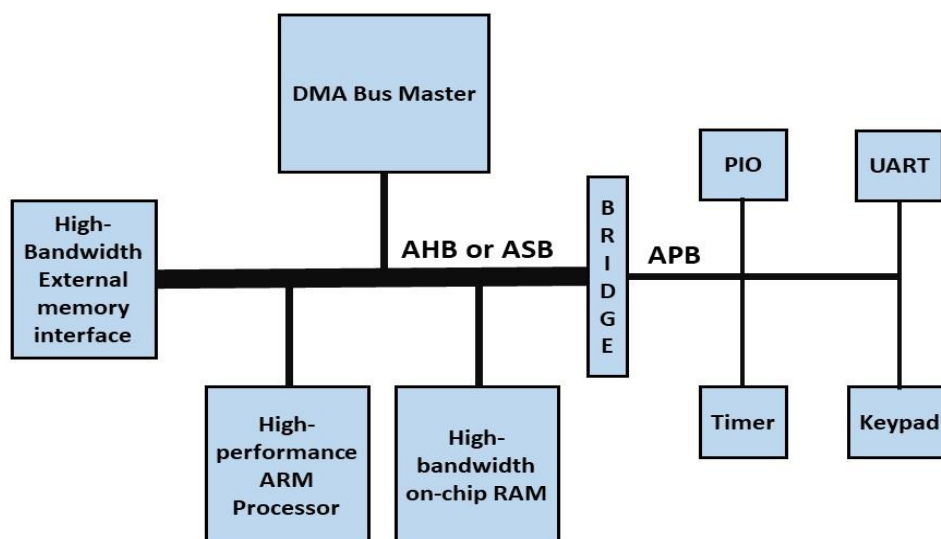 DMA Bus Master
PIO
UART
High-
Bandwidth
External
memory
interface
AHB or ASB
B
R
I
D
G
E
APB
High-
performance
ARM
Processor
High-
bandwidth
on-chip RAM
Timer
Keypad